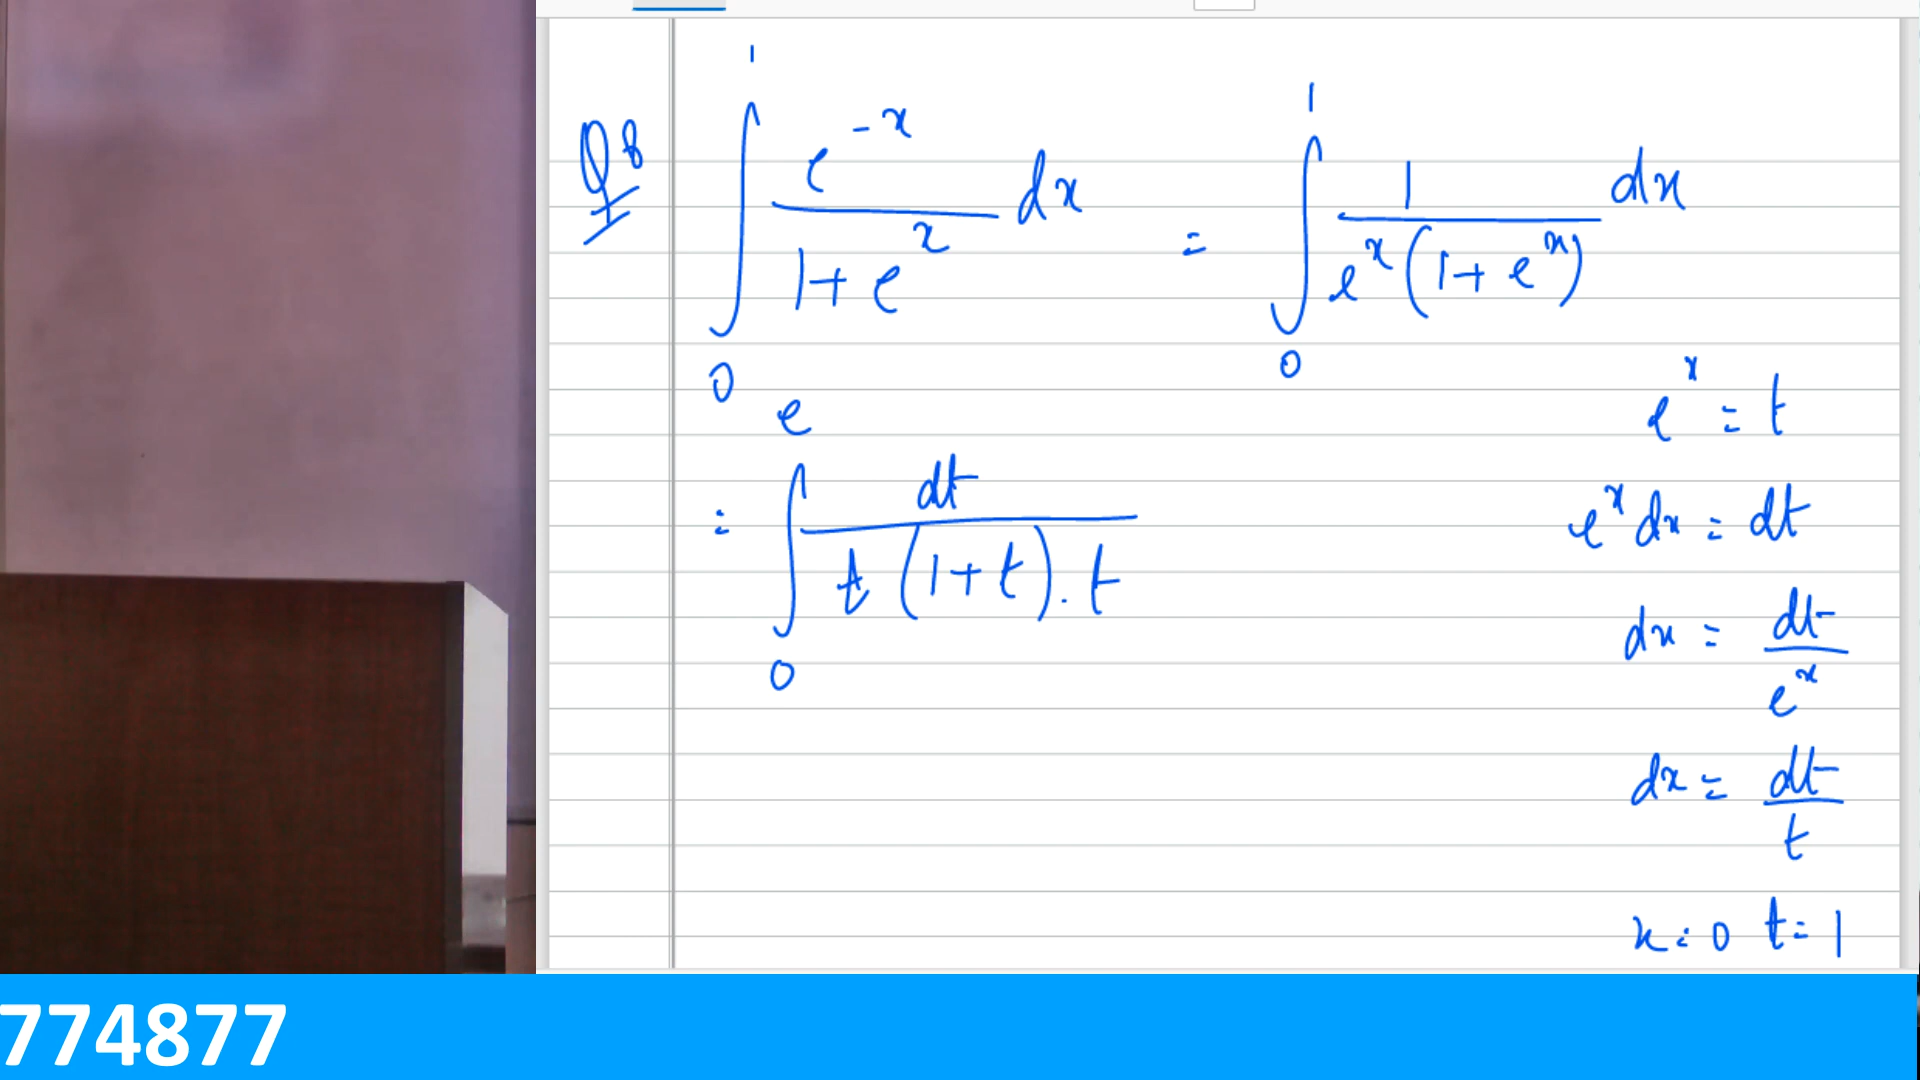 Q8 ∫₀¹ e^(-x) / (1 + e^x) dx = ∫₀¹ 1 / (e^x (1 + e^x)) dx
e^x = t
= ∫₀^e dt / (t (1 + t) . t)
e^x dx = dt
dx = dt / e^x
dx = dt / t
x = 0 t = 1
774877